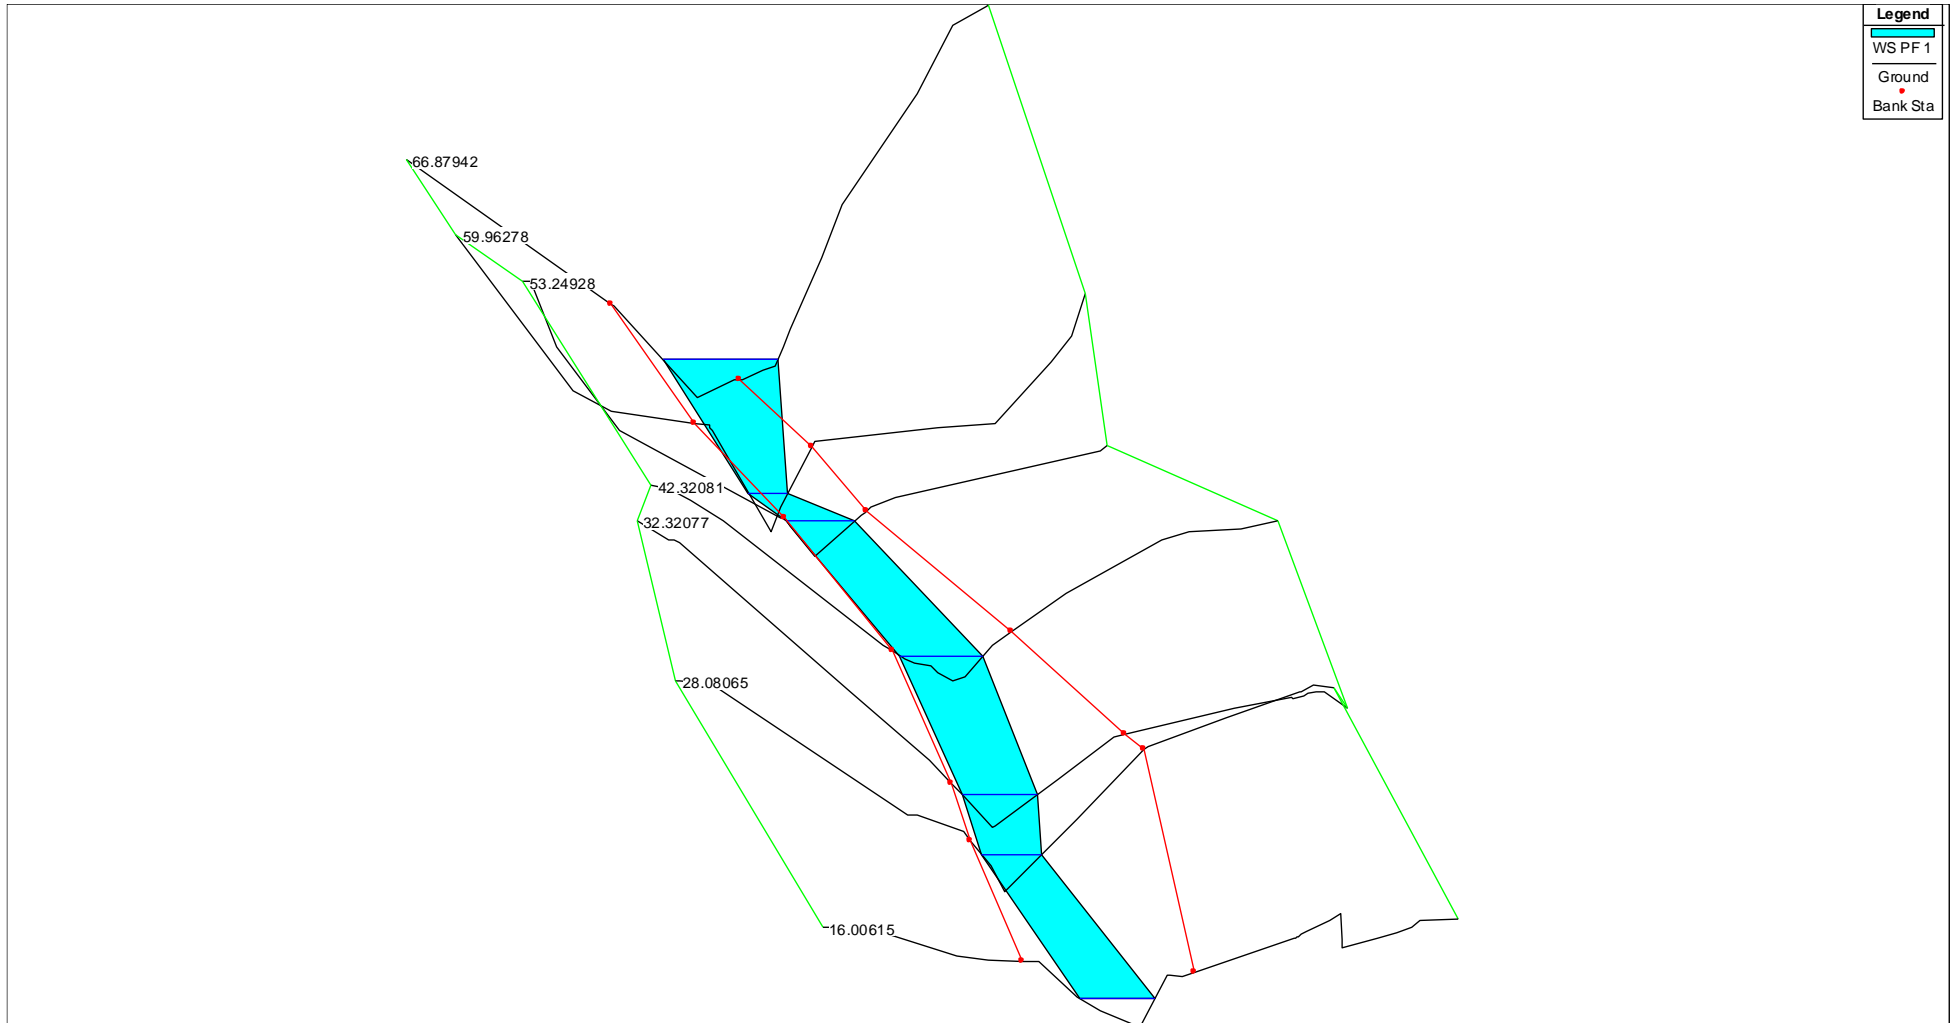 Legend
WS PF 1
Ground
Bank Sta
66.87942
59.96278
53.24928
42.32081
32.32077
28.08065
16.00615